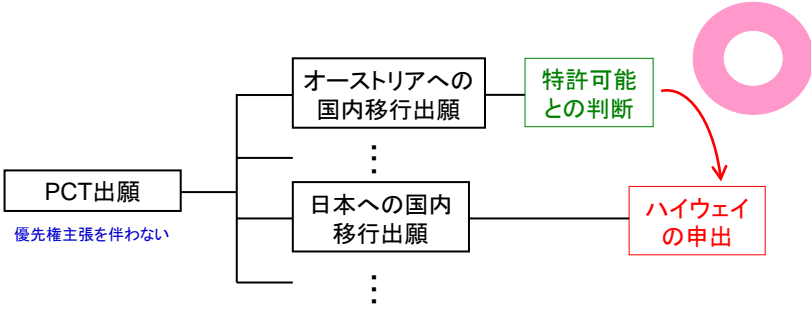 オーストリアへの
国内移行出願
特許可能
との判断
⋮
PCT出願
優先権主張を伴わない
日本への国内
移行出願
ハイウェイ
の申出
⋮